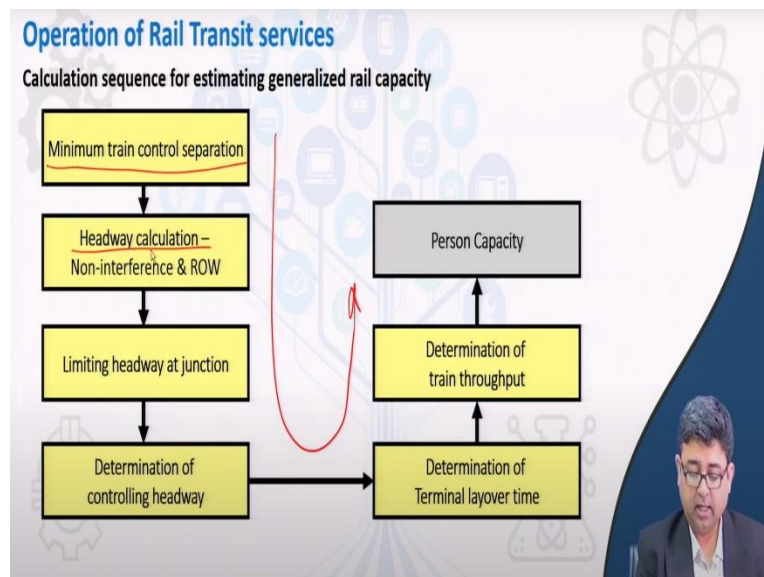 Operation of Rail Transit services
Calculation sequence for estimating generalized rail capacity
Minimum train control separation
Headway calculation –
Non-interference & ROW
Limiting headway at junction
Determination of
controlling headway
Determination of
Terminal layover time
Determination of
train throughput
Person Capacity